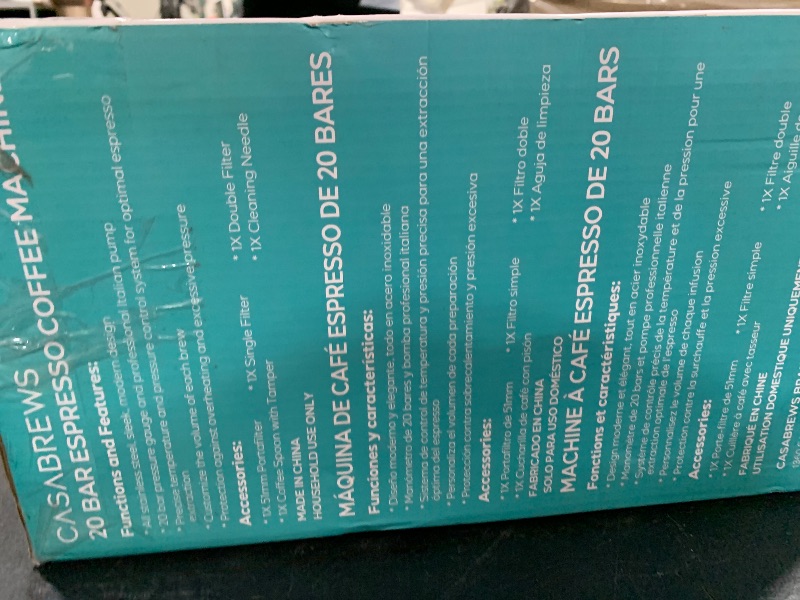 CASABREWS
20 BAR ESPRESSO COFFEE MACHINE
Functions and Features:
All stainless steel, sleek, modern design
* 20 bar pressure gauge and professional Italian pump
* Precise temperature and pressure control system for optimal espresso
extraction
* Customize the volume of each brew
* Protection against overheating and excessive pressure
Accessories:
* 1X 51mm Portafilter * 1X Single Filter * 1X Double Filter
* 1X Coffee-Spoon with Tamper * 1X Cleaning Needle
MADE IN CHINA
HOUSEHOLD USE ONLY
MÁQUINA DE CAFÉ ESPRESSO DE 20 BARES
Funciones y características:
* Diseño moderno y elegante, todo en acero inoxidable
* Manómetro de 20 bares y bomba profesional italiana
* Sistema de control de temperatura y presión precisa para una extracción
óptima del espresso
* Personaliza el volumen de cada preparación
* Protección contra sobrecalentamiento y presión excesiva
Accesorios:
* 1X Portafiltro de 51mm * 1X Filtro simple * 1X Filtro doble
* 1X Cucharilla de café con pisón * 1X Aguja de limpieza
FABRICADO EN CHINA
SOLO PARA USO DOMÉSTICO
MACHINE À CAFÉ ESPRESSO DE 20 BARS
Fonctions et caractéristiques:
* Design moderne et élégant, tout en acier inoxydable
* Manomètre de 20 bars et pompe professionnelle italienne
* Système de contrôle précis de la température et de la pression pour une
extraction optimale de l'espresso
* Personnalisez le volume de chaque infusion
* Protection contre la surchauffe et la pression excessive
Accessoires:
* 1X Porte-filtre de 51mm * 1X Filtre simple * 1X Filtre double
* 1X Cuillère à café avec tasseur * 1X Aiguille de
FABRIQUÉ EN CHINE
UTILISATION DOMESTIQUE UNIQUEMENT
CASABREWS